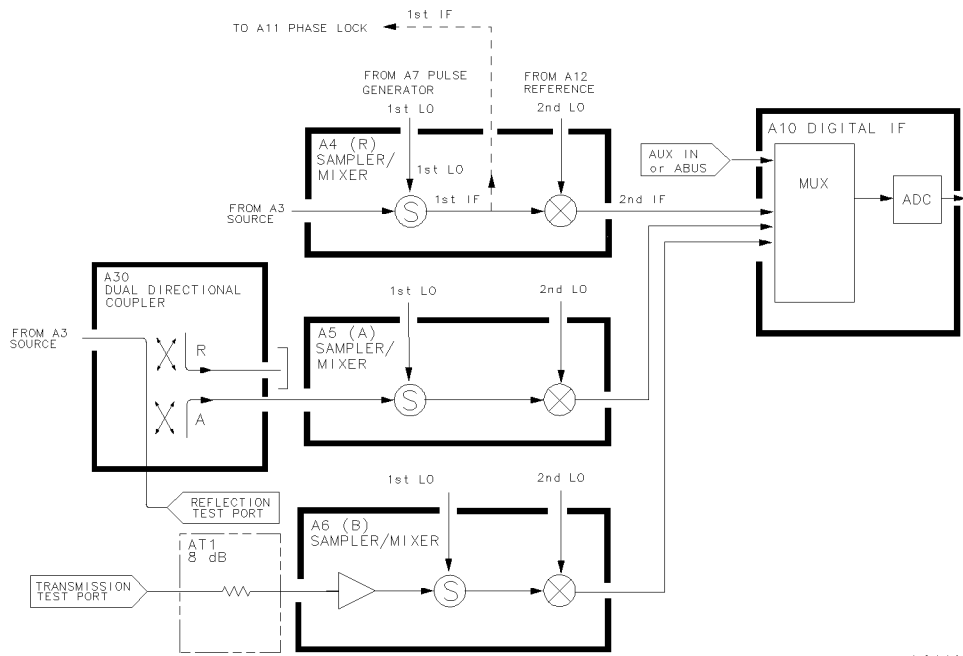 1st IF
TO A11 PHASE LOCK
FROM A7 PULSE
GENERATOR
1st LO
FROM A12
REFERENCE
2nd LO
A4 (R)
SAMPLER/
MIXER
1st LO
FROM A3
SOURCE
S
1st IF
2nd IF
AUX IN
or ABUS
A10 DIGITAL IF
MUX
ADC
A30
DUAL DIRECTIONAL
COUPLER
FROM A3
SOURCE
R
A
REFLECTION
TEST PORT
1st LO
2nd LO
A5 (A)
SAMPLER/
MIXER
S
1st LO
2nd LO
A6 (B)
SAMPLER/MIXER
S
AT1
8 dB
TRANSMISSION
TEST PORT